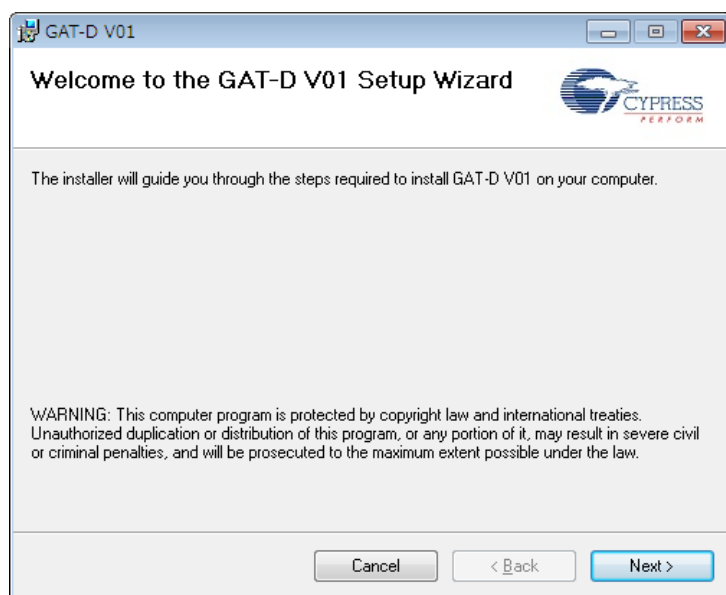 GAT-D V01
Welcome to the GAT-D V01 Setup Wizard
CYPRESS
PERFORM
The installer will guide you through the steps required to install GAT-D V01 on your computer.
WARNING: This computer program is protected by copyright law and international treaties.
Unauthorized duplication or distribution of this program, or any portion of it, may result in severe civil
or criminal penalties, and will be prosecuted to the maximum extent possible under the law.
Cancel
< Back
Next >